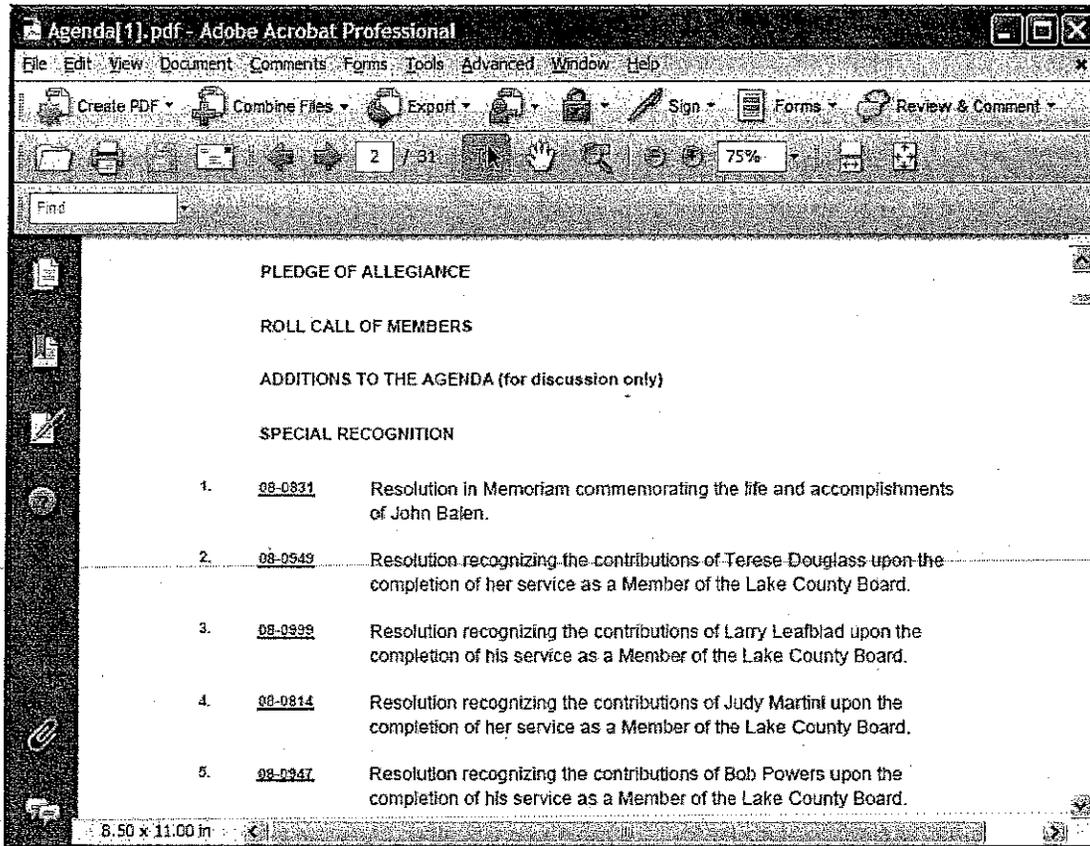 Agenda[1].pdf - Adobe Acrobat Professional
File Edit View Document Comments Forms Tools Advanced Window Help
Create PDF Combine Files Export Sign Forms Review & Comment
2 / 31 75%
Find
PLEDGE OF ALLEGIANCE
ROLL CALL OF MEMBERS
ADDITIONS TO THE AGENDA (for discussion only)
SPECIAL RECOGNITION
1. 08-0831 Resolution in Memoriam commemorating the life and accomplishments
of John Balen.
2. 08-0949 Resolution recognizing the contributions of Terese Douglass upon the
completion of her service as a Member of the Lake County Board.
3. 08-0999 Resolution recognizing the contributions of Larry Leafblad upon the
completion of his service as a Member of the Lake County Board.
4. 08-0814 Resolution recognizing the contributions of Judy Martini upon the
completion of her service as a Member of the Lake County Board.
5. 08-0947 Resolution recognizing the contributions of Bob Powers upon the
completion of his service as a Member of the Lake County Board.
8.50 x 11.00 in